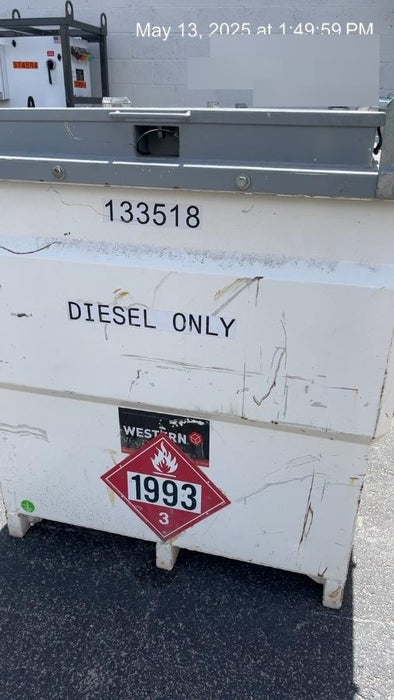 May 13, 2025 at 1:49:59 PM
133518
DIESEL ONLY
WESTERN
1993
3